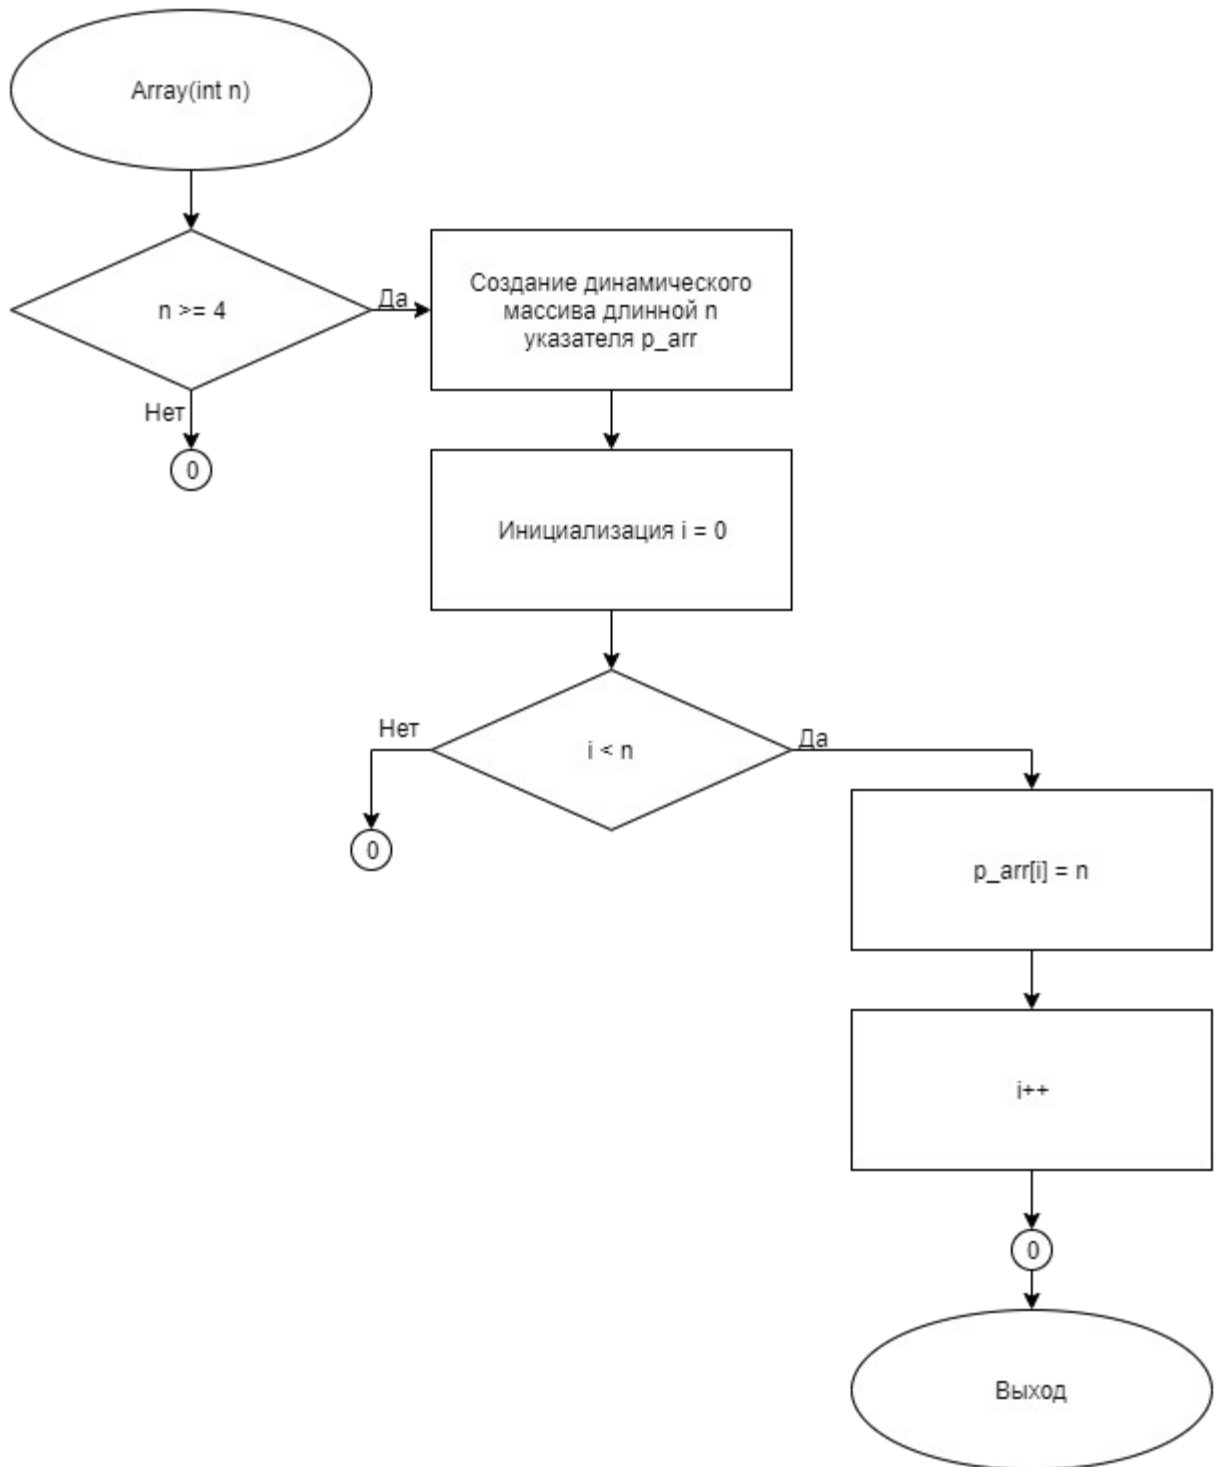 Array(int n)
n >= 4
Да
Создание динамического
массива длинной n
указателя p_arr
Нет
0
Инициализация i = 0
i < n
Нет
Да
0
p_arr[i] = n
i++
0
Выход